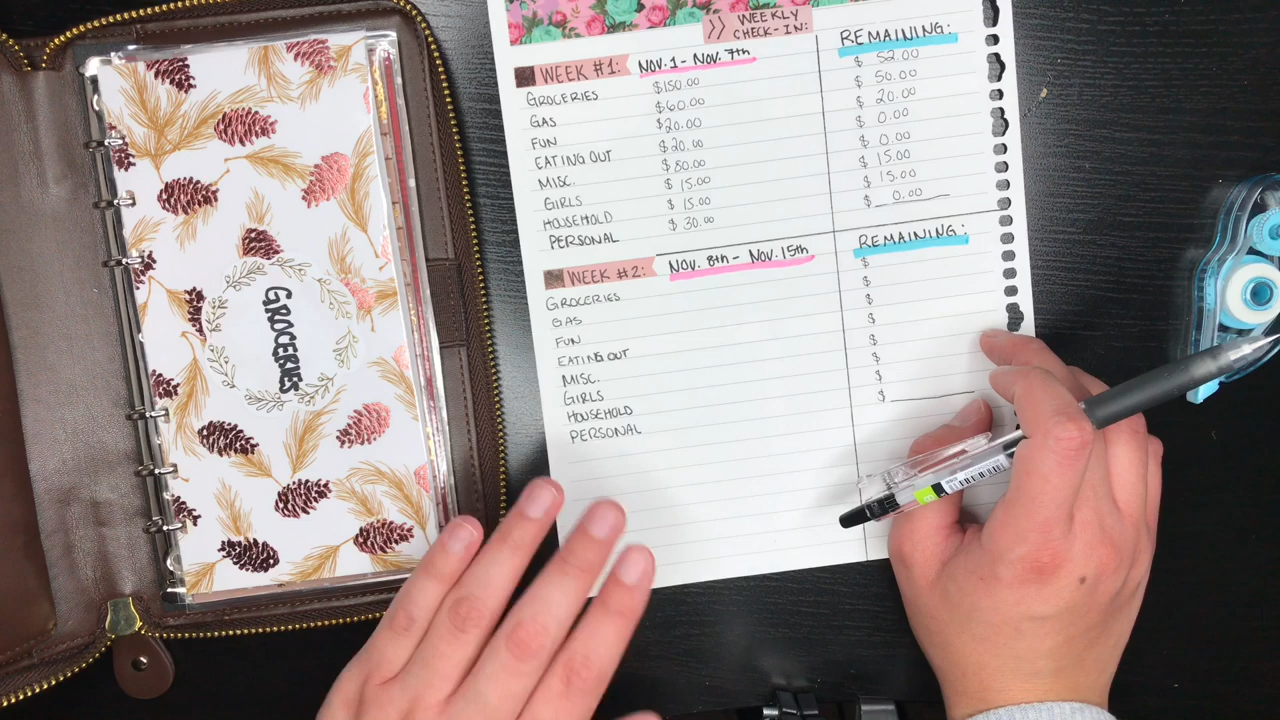 GROCERIES
WEEKLY
CHECK-IN:
WEEK #1: NOV. 1 - NOV. 7th REMAINING:
GROCERIES $150.00 $ 52.00
GAS $60.00 $ 50.00
FUN $20.00 $ 20.00
EATING OUT $20.00 $ 0.00
MISC. $80.00 $ 0.00
GIRLS $ 15.00 $ 15.00
HOUSEHOLD $ 15.00 $ 15.00
PERSONAL $ 30.00 $ 0.00
WEEK #2: NOV. 8th - NOV. 15th REMAINING:
GROCERIES $
GAS $
FUN $
EATING OUT $
MISC. $
GIRLS $
HOUSEHOLD $
PERSONAL $